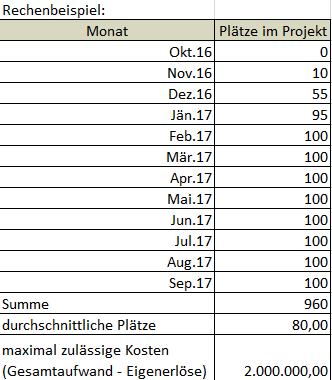 Rechenbeispiel:
Monat Plätze im Projekt
Okt.16 0
Nov.16 10
Dez.16 55
Jän.17 95
Feb.17 100
Mär.17 100
Apr.17 100
Mai.17 100
Jun.17 100
Jul.17 100
Aug.17 100
Sep.17 100
Summe 960
durchschnittliche Plätze 80,00
maximal zulässige Kosten
(Gesamtaufwand - Eigenerlöse) 2.000.000,00